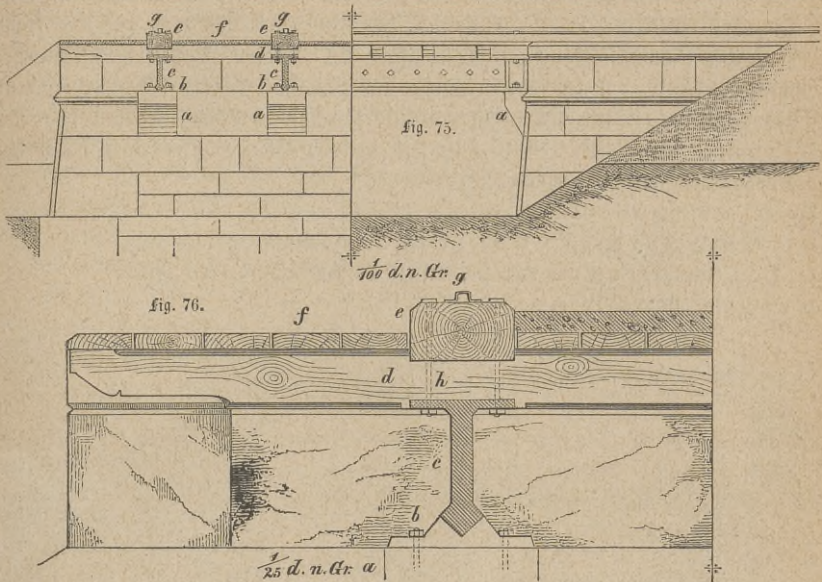 g e f e g
d
c c
b b
a a
Fig. 75.
a
1/100 d. n. Gr.
g
Fig. 76.
f
e
d
h
c
b
1/25 d. n. Gr.
a